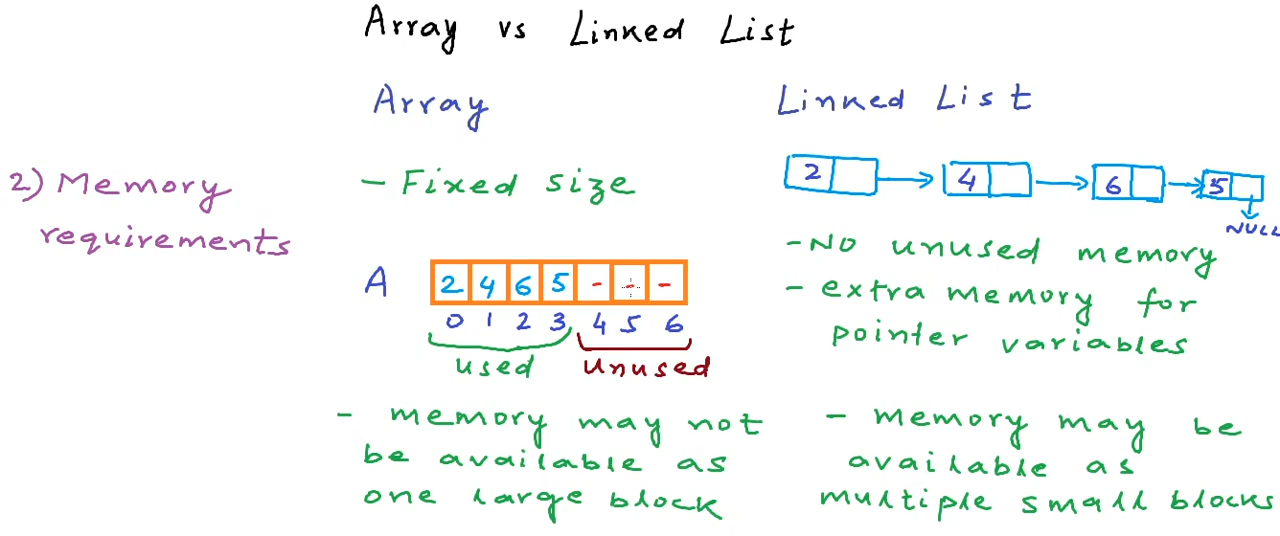 Array vs Linked List
Array
Linked List
2) Memory
requirements
- Fixed size
A
2 4 6 5 - - -
0 1 2 3 4 5 6
used unused
- memory may not
be available as
one large block
2 4 6 5
NULL
- No unused memory
- extra memory for
pointer variables
- memory may be
available as
multiple small blocks